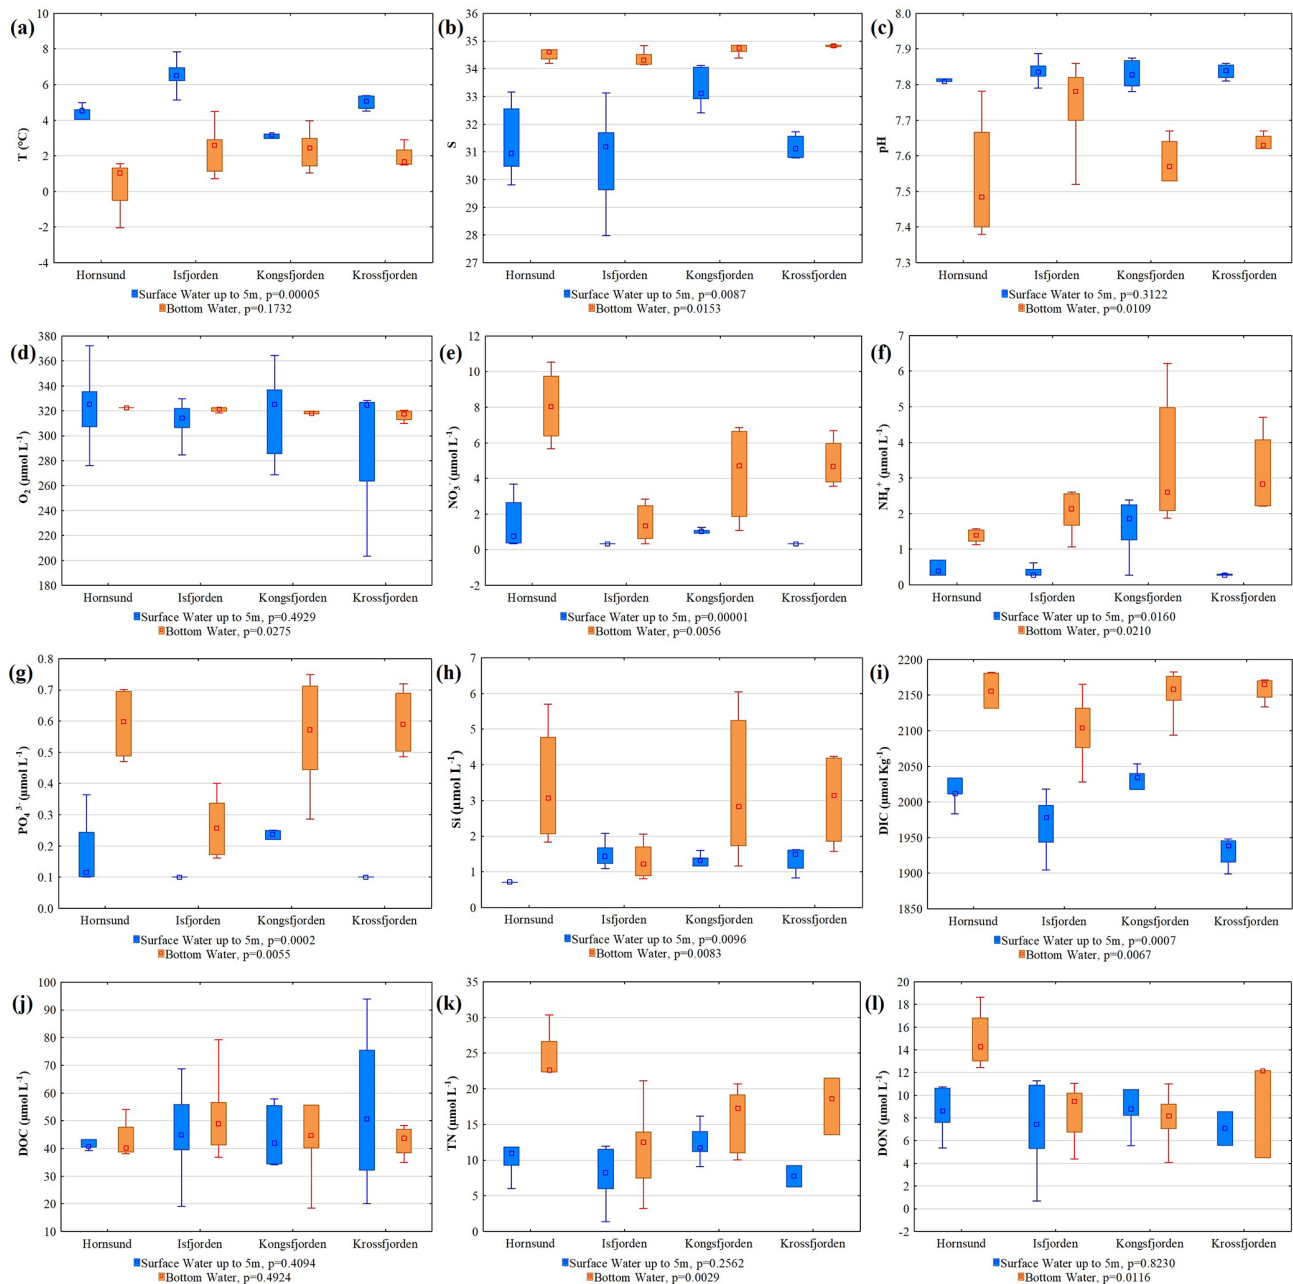 (a)
T (ºC)
10
8
6
4
2
0
-2
-4
Hornsund Isfjorden Kongsfjorden Krossfjorden
Surface Water up to 5m, p=0.00005
Bottom Water, p=0.1732
(b)
S
36
35
34
33
32
31
30
29
28
27
Hornsund Isfjorden Kongsfjorden Krossfjorden
Surface Water up to 5m, p=0.0087
Bottom Water, p=0.0153
(c)
pH
8.0
7.9
7.8
7.7
7.6
7.5
7.4
7.3
Hornsund Isfjorden Kongsfjorden Krossfjorden
Surface Water up to 5m, p=0.3122
Bottom Water, p=0.0109
(d)
O₂ (µmol L⁻¹)
380
360
340
320
300
280
260
240
220
200
180
Hornsund Isfjorden Kongsfjorden Krossfjorden
Surface Water up to 5m, p=0.4929
Bottom Water, p=0.0275
(e)
NO₃⁻ (µmol L⁻¹)
12
10
8
6
4
2
0
-2
Hornsund Isfjorden Kongsfjorden Krossfjorden
Surface Water up to 5m, p=0.00001
Bottom Water, p=0.0056
(f)
NH₄⁺ (µmol L⁻¹)
7
6
5
4
3
2
1
0
Hornsund Isfjorden Kongsfjorden Krossfjorden
Surface Water up to 5m, p=0.0160
Bottom Water, p=0.0210
(g)
PO₄³⁻ (µmol L⁻¹)
0.8
0.7
0.6
0.5
0.4
0.3
0.2
0.1
0.0
Hornsund Isfjorden Kongsfjorden Krossfjorden
Surface Water up to 5m, p=0.0002
Bottom Water, p=0.0055
(h)
Si (µmol L⁻¹)
7
6
5
4
3
2
1
0
Hornsund Isfjorden Kongsfjorden Krossfjorden
Surface Water up to 5m, p=0.0096
Bottom Water, p=0.0083
(i)
DIC (µmol Kg⁻¹)
2200
2150
2100
2050
2000
1950
1900
1850
Hornsund Isfjorden Kongsfjorden Krossfjorden
Surface Water up to 5m, p=0.0007
Bottom Water, p=0.0067
(j)
DOC (µmol L⁻¹)
100
90
80
70
60
50
40
30
20
10
Hornsund Isfjorden Kongsfjorden Krossfjorden
Surface Water up to 5m, p=0.4094
Bottom Water, p=0.4924
(k)
TN (µmol L⁻¹)
35
30
25
20
15
10
5
0
Hornsund Isfjorden Kongsfjorden Krossfjorden
Surface Water up to 5m, p=0.2562
Bottom Water, p=0.0029
(l)
DON (µmol L⁻¹)
20
18
16
14
12
10
8
6
4
2
0
-2
Hornsund Isfjorden Kongsfjorden Krossfjorden
Surface Water up to 5m, p=0.8230
Bottom Water, p=0.0116